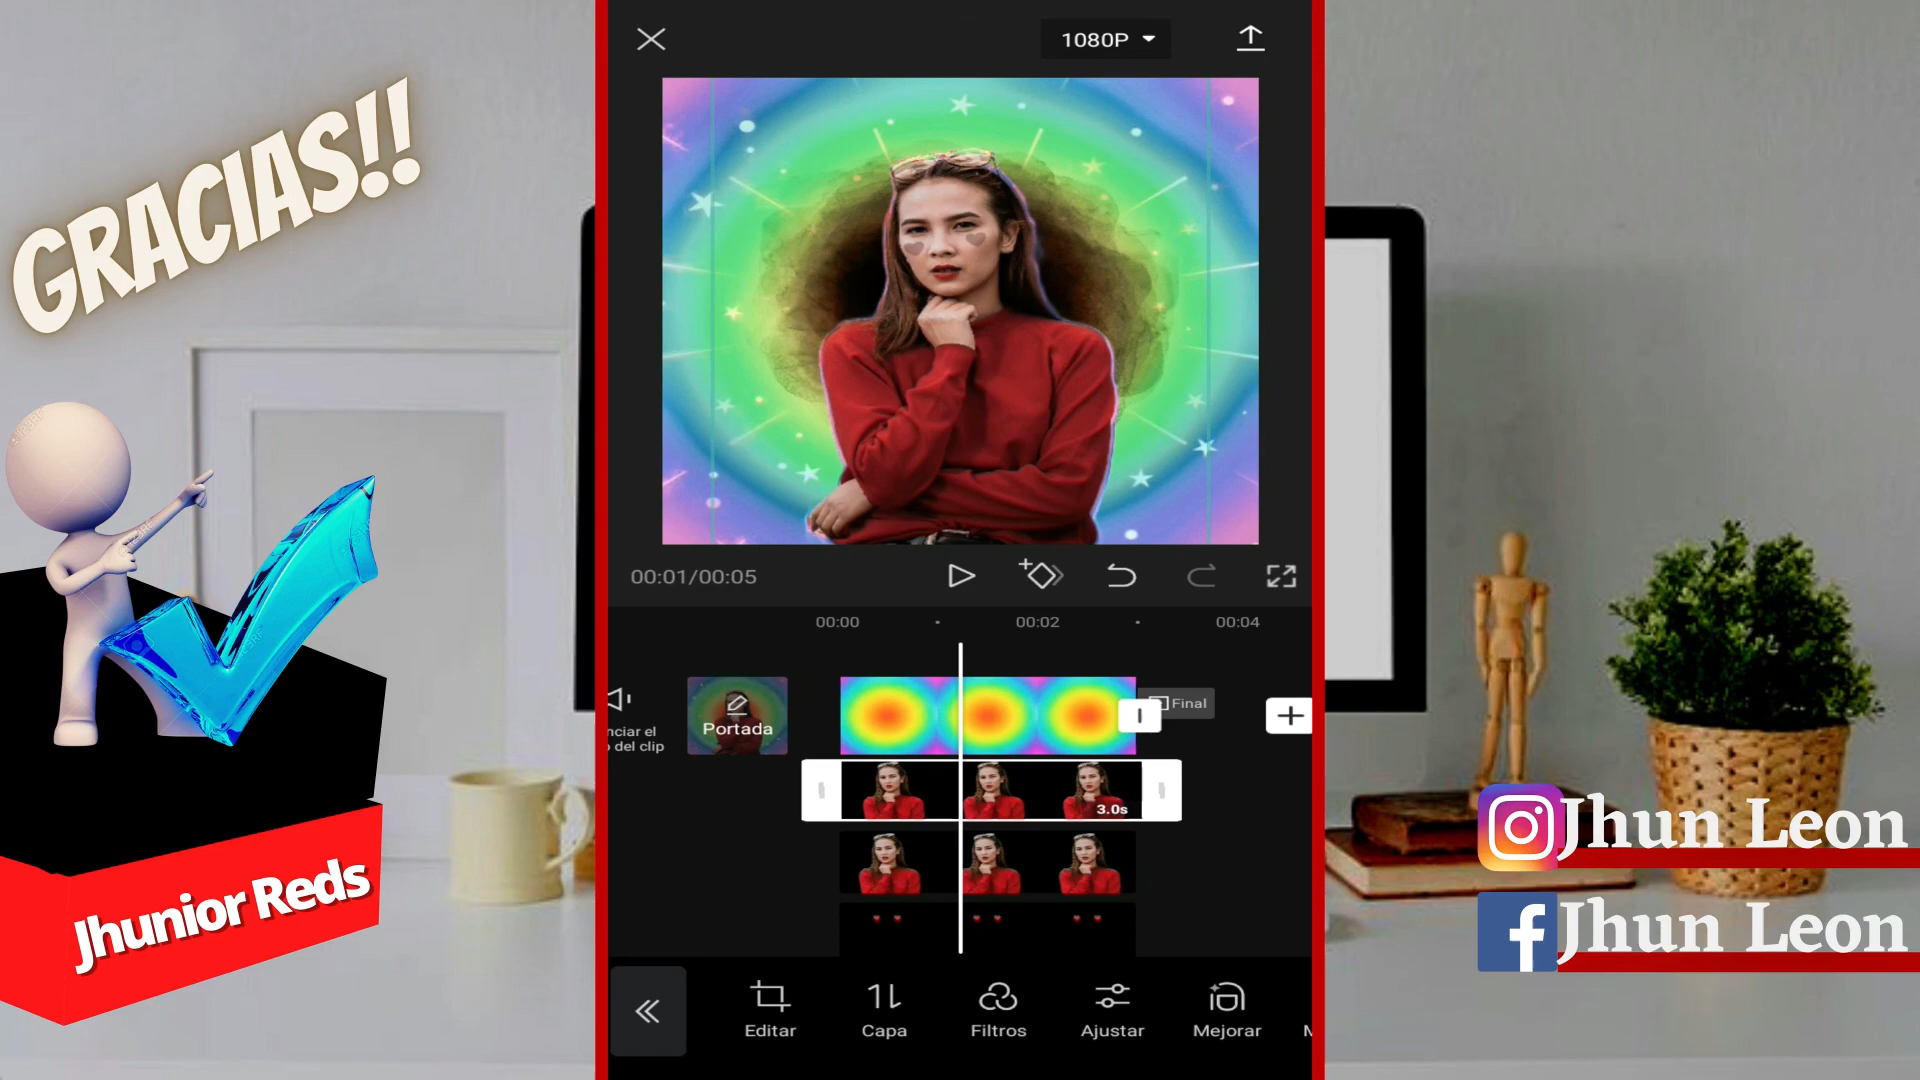 GRACIAS!!
Jhunior Reds
1080P
00:01/00:05
00:00
00:02
00:04
nciar el
del clip
Portada
Final
3.0s
Editar
Capa
Filtros
Ajustar
Mejorar
M
Jhun Leon
Jhun Leon